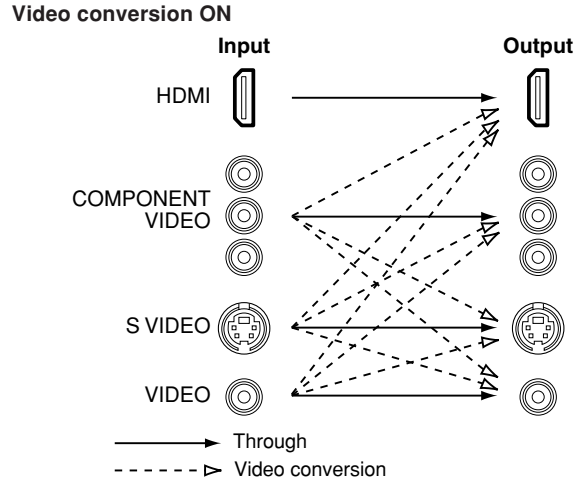 Video conversion ON
Input
Output
HDMI
COMPONENT
VIDEO
S VIDEO
VIDEO
Through
Video conversion